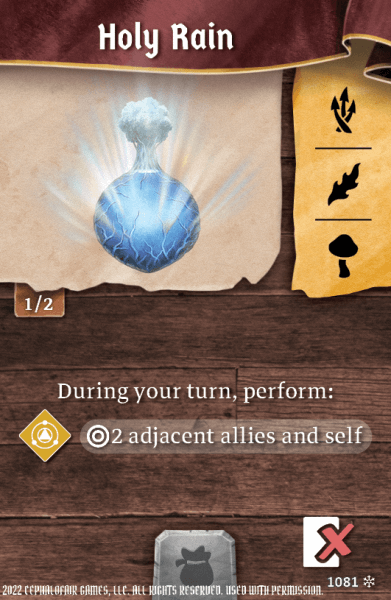 Holy Rain
1/2
During your turn, perform:
2 adjacent allies and self
1081
2022 CEPHALOFAIR GAMES, LLC. ALL RIGHTS RESERVED. USED WITH PERMISSION.